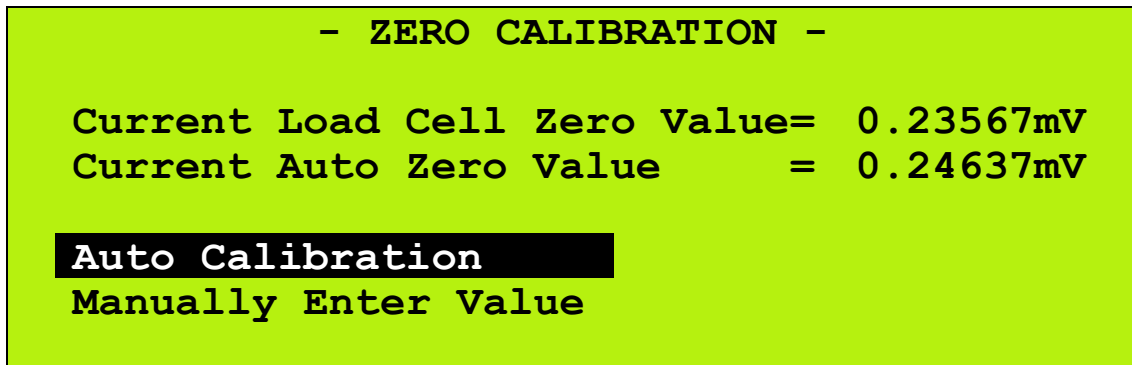 - ZERO CALIBRATION -
Current Load Cell Zero Value= 0.23567mV
Current Auto Zero Value = 0.24637mV
Auto Calibration
Manually Enter Value